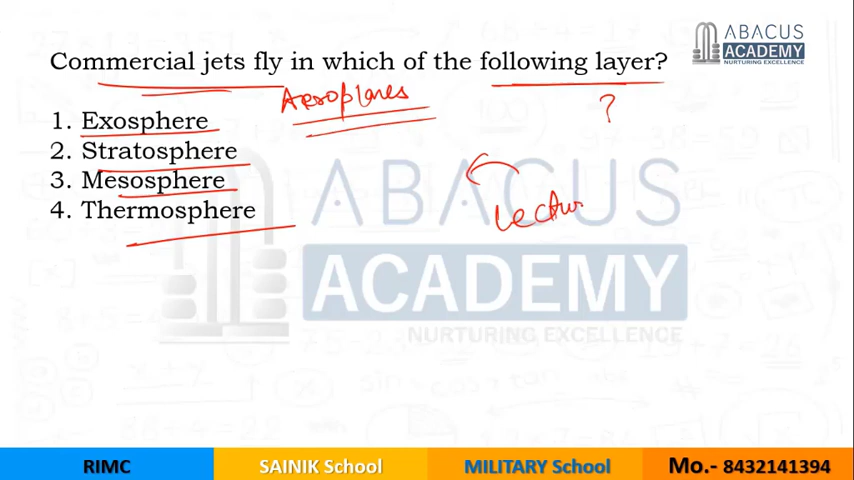 ABACUS
ACADEMY
NURTURING EXCELLENCE
Commercial jets fly in which of the following layer?
Aeroplanes
?
1. Exosphere
2. Stratosphere
3. Mesosphere
4. Thermosphere
Lectu
ABACUS
ACADEMY
NURTURING EXCELLENCE
RIMC
SAINIK School
MILITARY School
Mo.- 8432141394